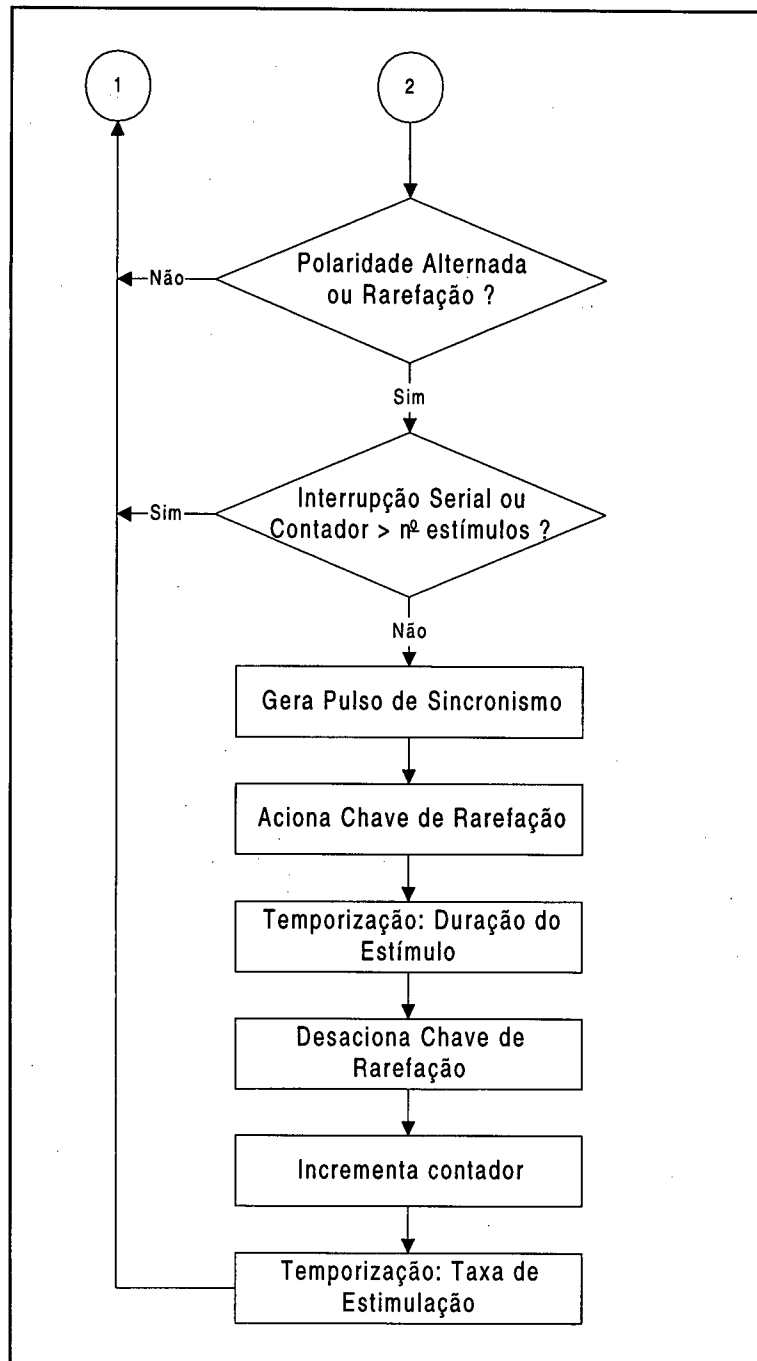 1
2
Polaridade Alternada
ou Rarefação ?
Não
Sim
Interrupção Serial ou
Contador > nº estímulos ?
Sim
Não
Gera Pulso de Sincronismo
Aciona Chave de Rarefação
Temporização: Duração do
Estímulo
Desaciona Chave de
Rarefação
Incrementa contador
Temporização: Taxa de
Estimulação